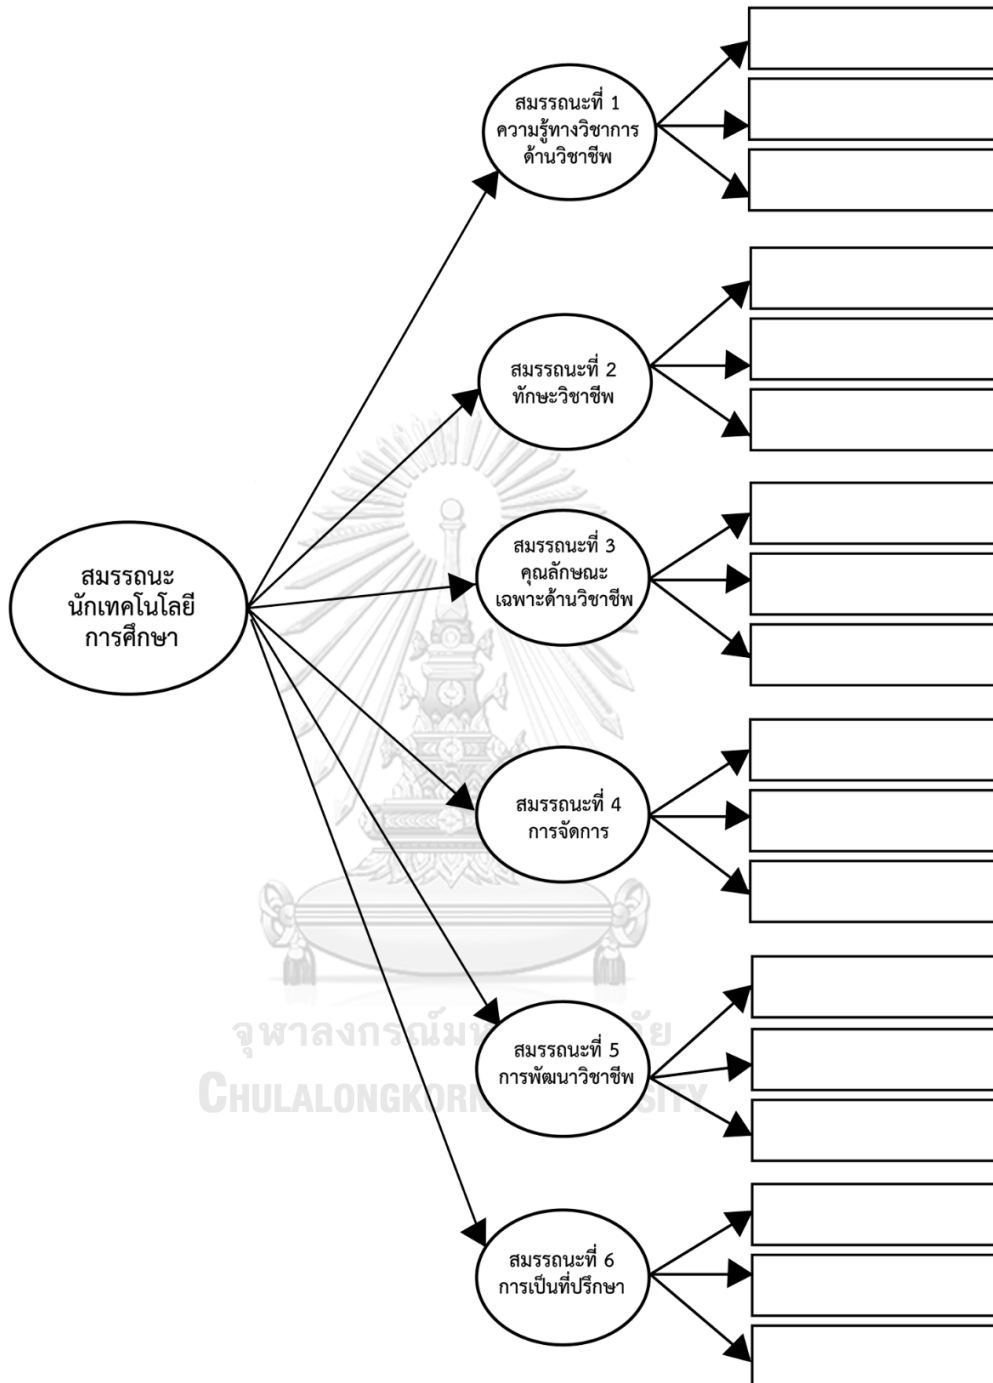 สมรรถนะที่ 1
ความรู้ทางวิชาการ
ด้านวิชาชีพ
สมรรถนะที่ 2
ทักษะวิชาชีพ
สมรรถนะที่ 3
คุณลักษณะ
เฉพาะด้านวิชาชีพ
สมรรถนะ
นักเทคโนโลยี
การศึกษา
สมรรถนะที่ 4
การจัดการ
สมรรถนะที่ 5
การพัฒนาวิชาชีพ
จุฬาลงกรณ์
CHULALONGKORN
สมรรถนะที่ 6
การเป็นที่ปรึกษา